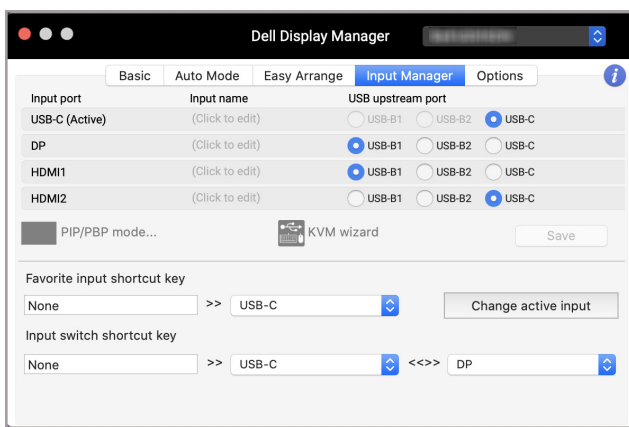 Dell Display Manager
Basic Auto Mode Easy Arrange Input Manager Options i
Input port Input name USB upstream port
USB-C (Active) (Click to edit) USB-B1 USB-B2 USB-C
DP (Click to edit) USB-B1 USB-B2 USB-C
HDMI1 (Click to edit) USB-B1 USB-B2 USB-C
HDMI2 (Click to edit) USB-B1 USB-B2 USB-C
PIP/PBP mode... KVM wizard Save
Favorite input shortcut key
None >> USB-C Change active input
Input switch shortcut key
None >> USB-C <<>> DP